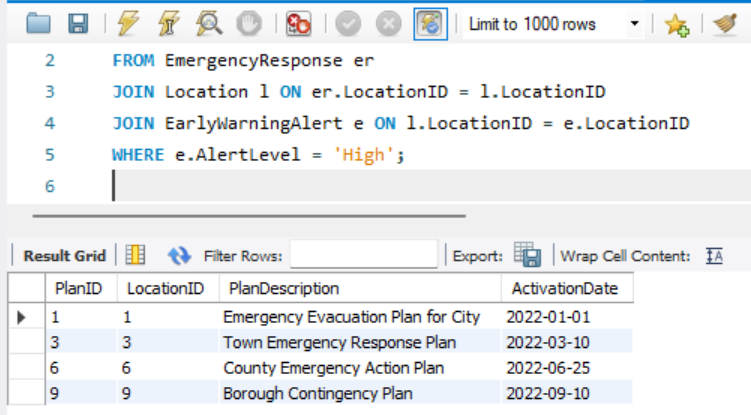 Limit to 1000 rows
2 FROM EmergencyResponse er
3 JOIN Location l ON er.LocationID = l.LocationID
4 JOIN EarlyWarningAlert e ON l.LocationID = e.LocationID
5 WHERE e.AlertLevel = 'High';
6
Result Grid Filter Rows: Export: Wrap Cell Content: IA
PlanID LocationID PlanDescription ActivationDate
1 1 Emergency Evacuation Plan for City 2022-01-01
3 3 Town Emergency Response Plan 2022-03-10
6 6 County Emergency Action Plan 2022-06-25
9 9 Borough Contingency Plan 2022-09-10